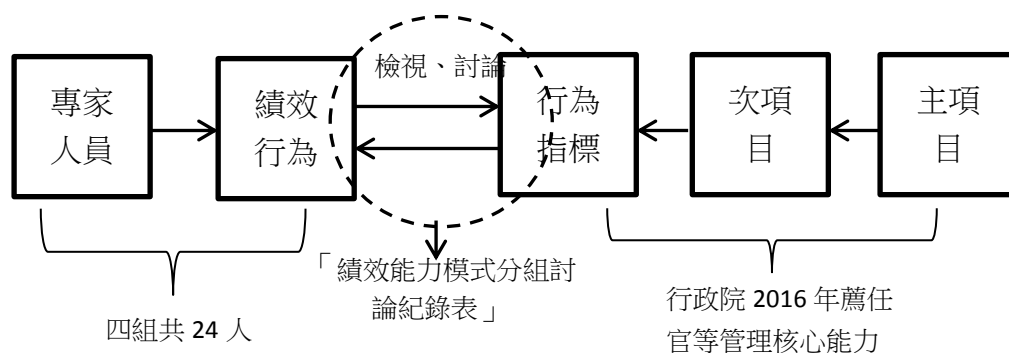 檢視、討論
專家
人員
績效
行為
行為
指標
次項
目
主項
目
「績效能力模式分組討
論紀錄表」
四組共 24 人
行政院 2016 年薦任
官等管理核心能力